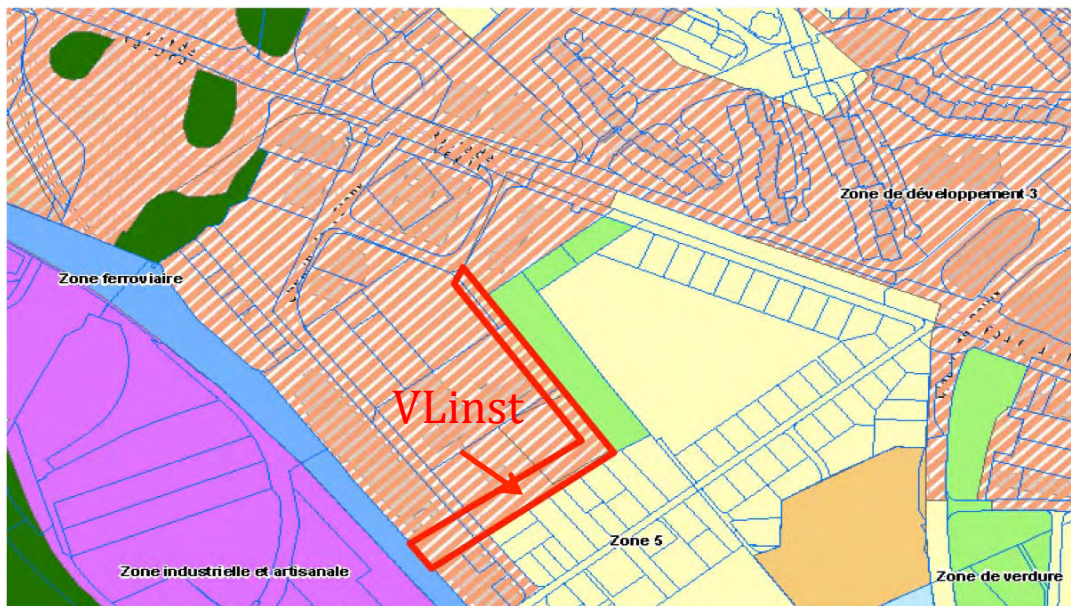 Zone de développement 3
Zone ferroviaire
VLinst
Zone 5
Zone industrielle et artisanale
Zone de verdure